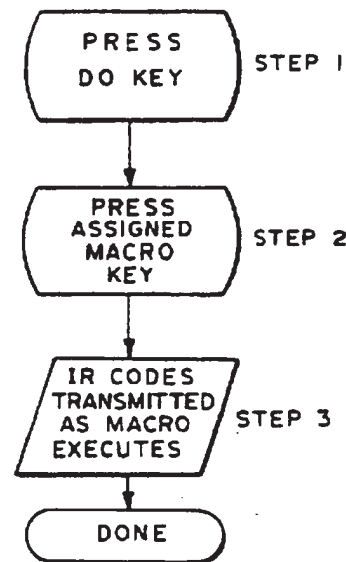 PRESS
DO KEY
STEP 1
PRESS
ASSIGNED
MACRO
KEY
STEP 2
IR CODES
TRANSMITTED
AS MACRO
EXECUTES
STEP 3
DONE